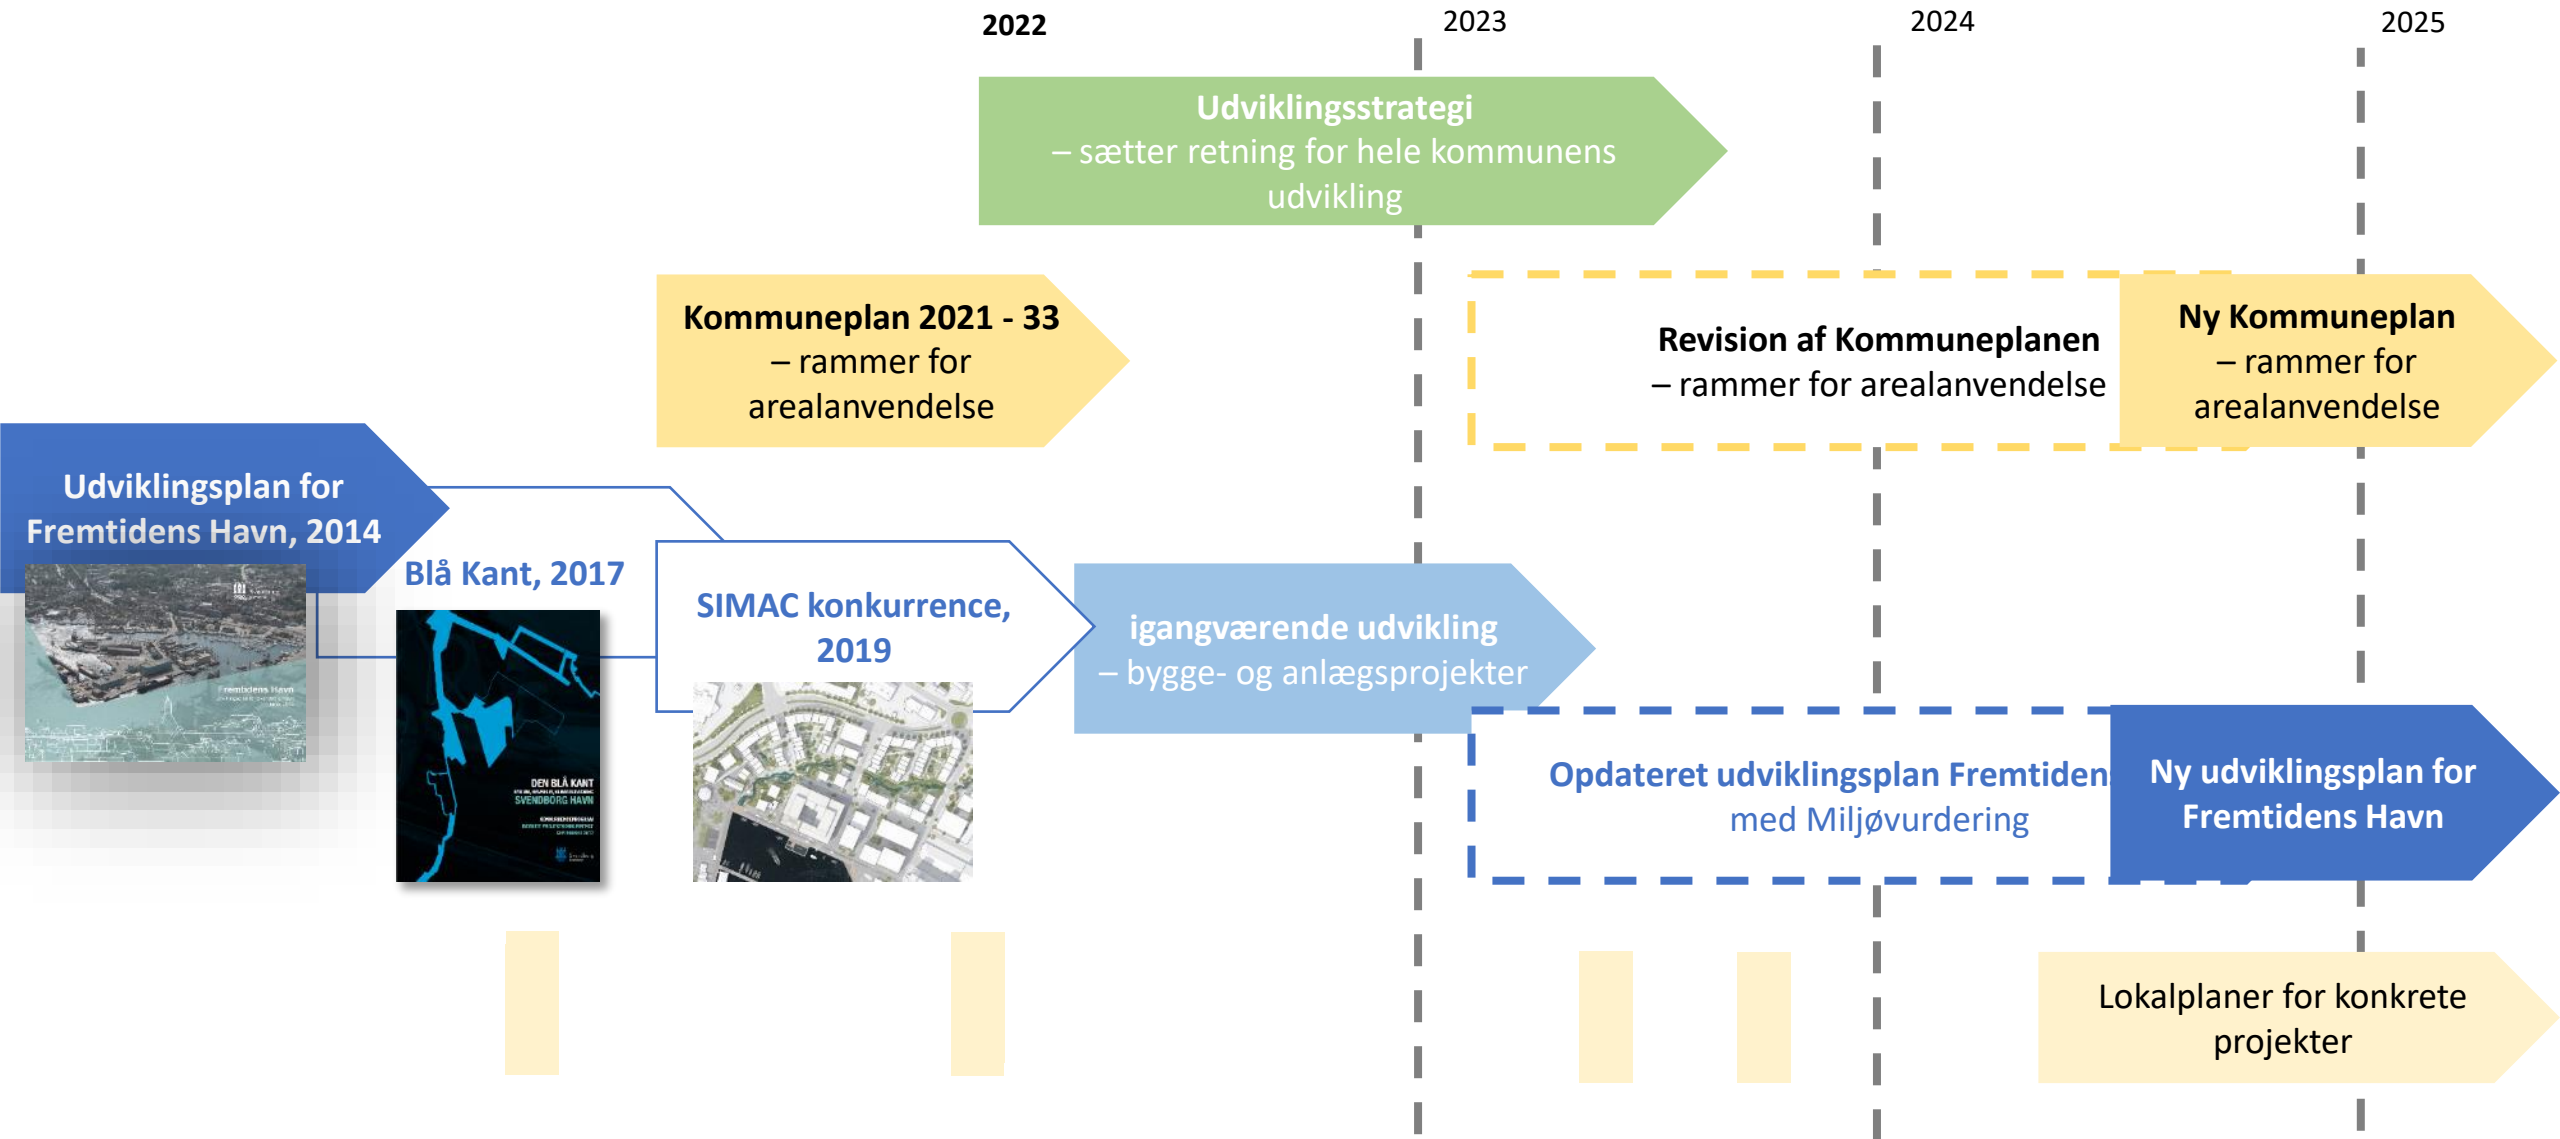 2022
2023
2024
2025
Udviklingsstrategi
– sætter retning for hele kommunens
udvikling
Kommuneplan 2021 - 33
– rammer for
arealanvendelse
Revision af Kommuneplanen
– rammer for arealanvendelse
Ny Kommuneplan
– rammer for
arealanvendelse
Udviklingsplan for
Fremtidens Havn, 2014
Fremtidens Havn
Blå Kant, 2017
DEN BLÅ KANT
SVENDBORG HAVN
SIMAC konkurrence,
2019
igangværende udvikling
– bygge- og anlægsprojekter
Opdateret udviklingsplan Fremtidens
med Miljøvurdering
Ny udviklingsplan for
Fremtidens Havn
Lokalplaner for konkrete
projekter